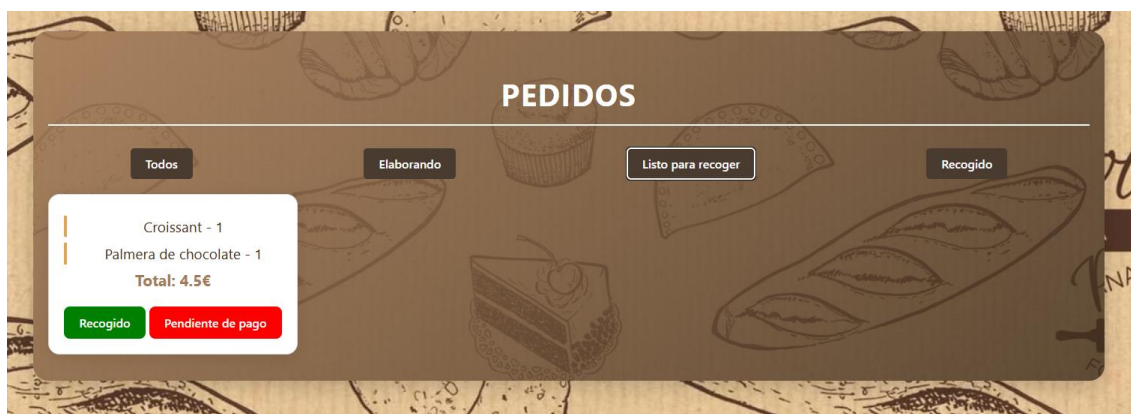 PEDIDOS
Todos
Elaborando
Listo para recoger
Recogido
Croissant - 1
Palmera de chocolate - 1
Total: 4.5€
Recogido
Pendiente de pago